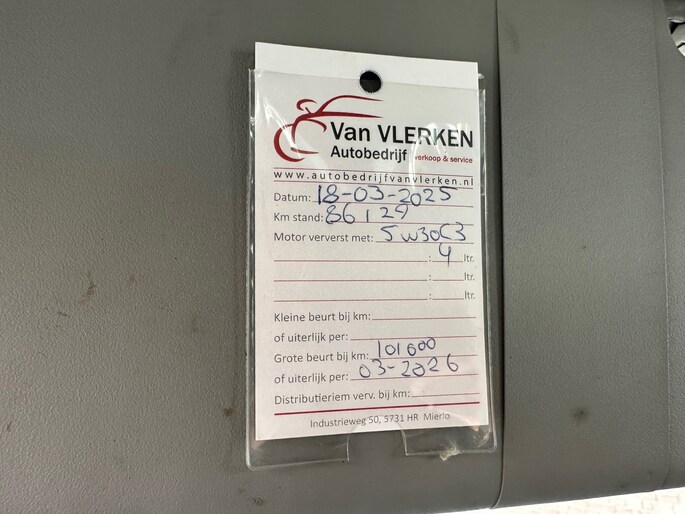 Van VLERKEN
Autobedrijf verkoop & service
www.autobedrijfvanvlerken.nl
Datum: 18-03-2025
Km stand: 86129
Motor ververst met: 5W30C3
: 4 ltr.
: ltr.
: ltr.
Kleine beurt bij km:
of uiterlijk per:
Grote beurt bij km: 101000
of uiterlijk per: 03-2026
Distributieriem verv. bij km:
Industrieweg 50, 5731 HR Mierlo